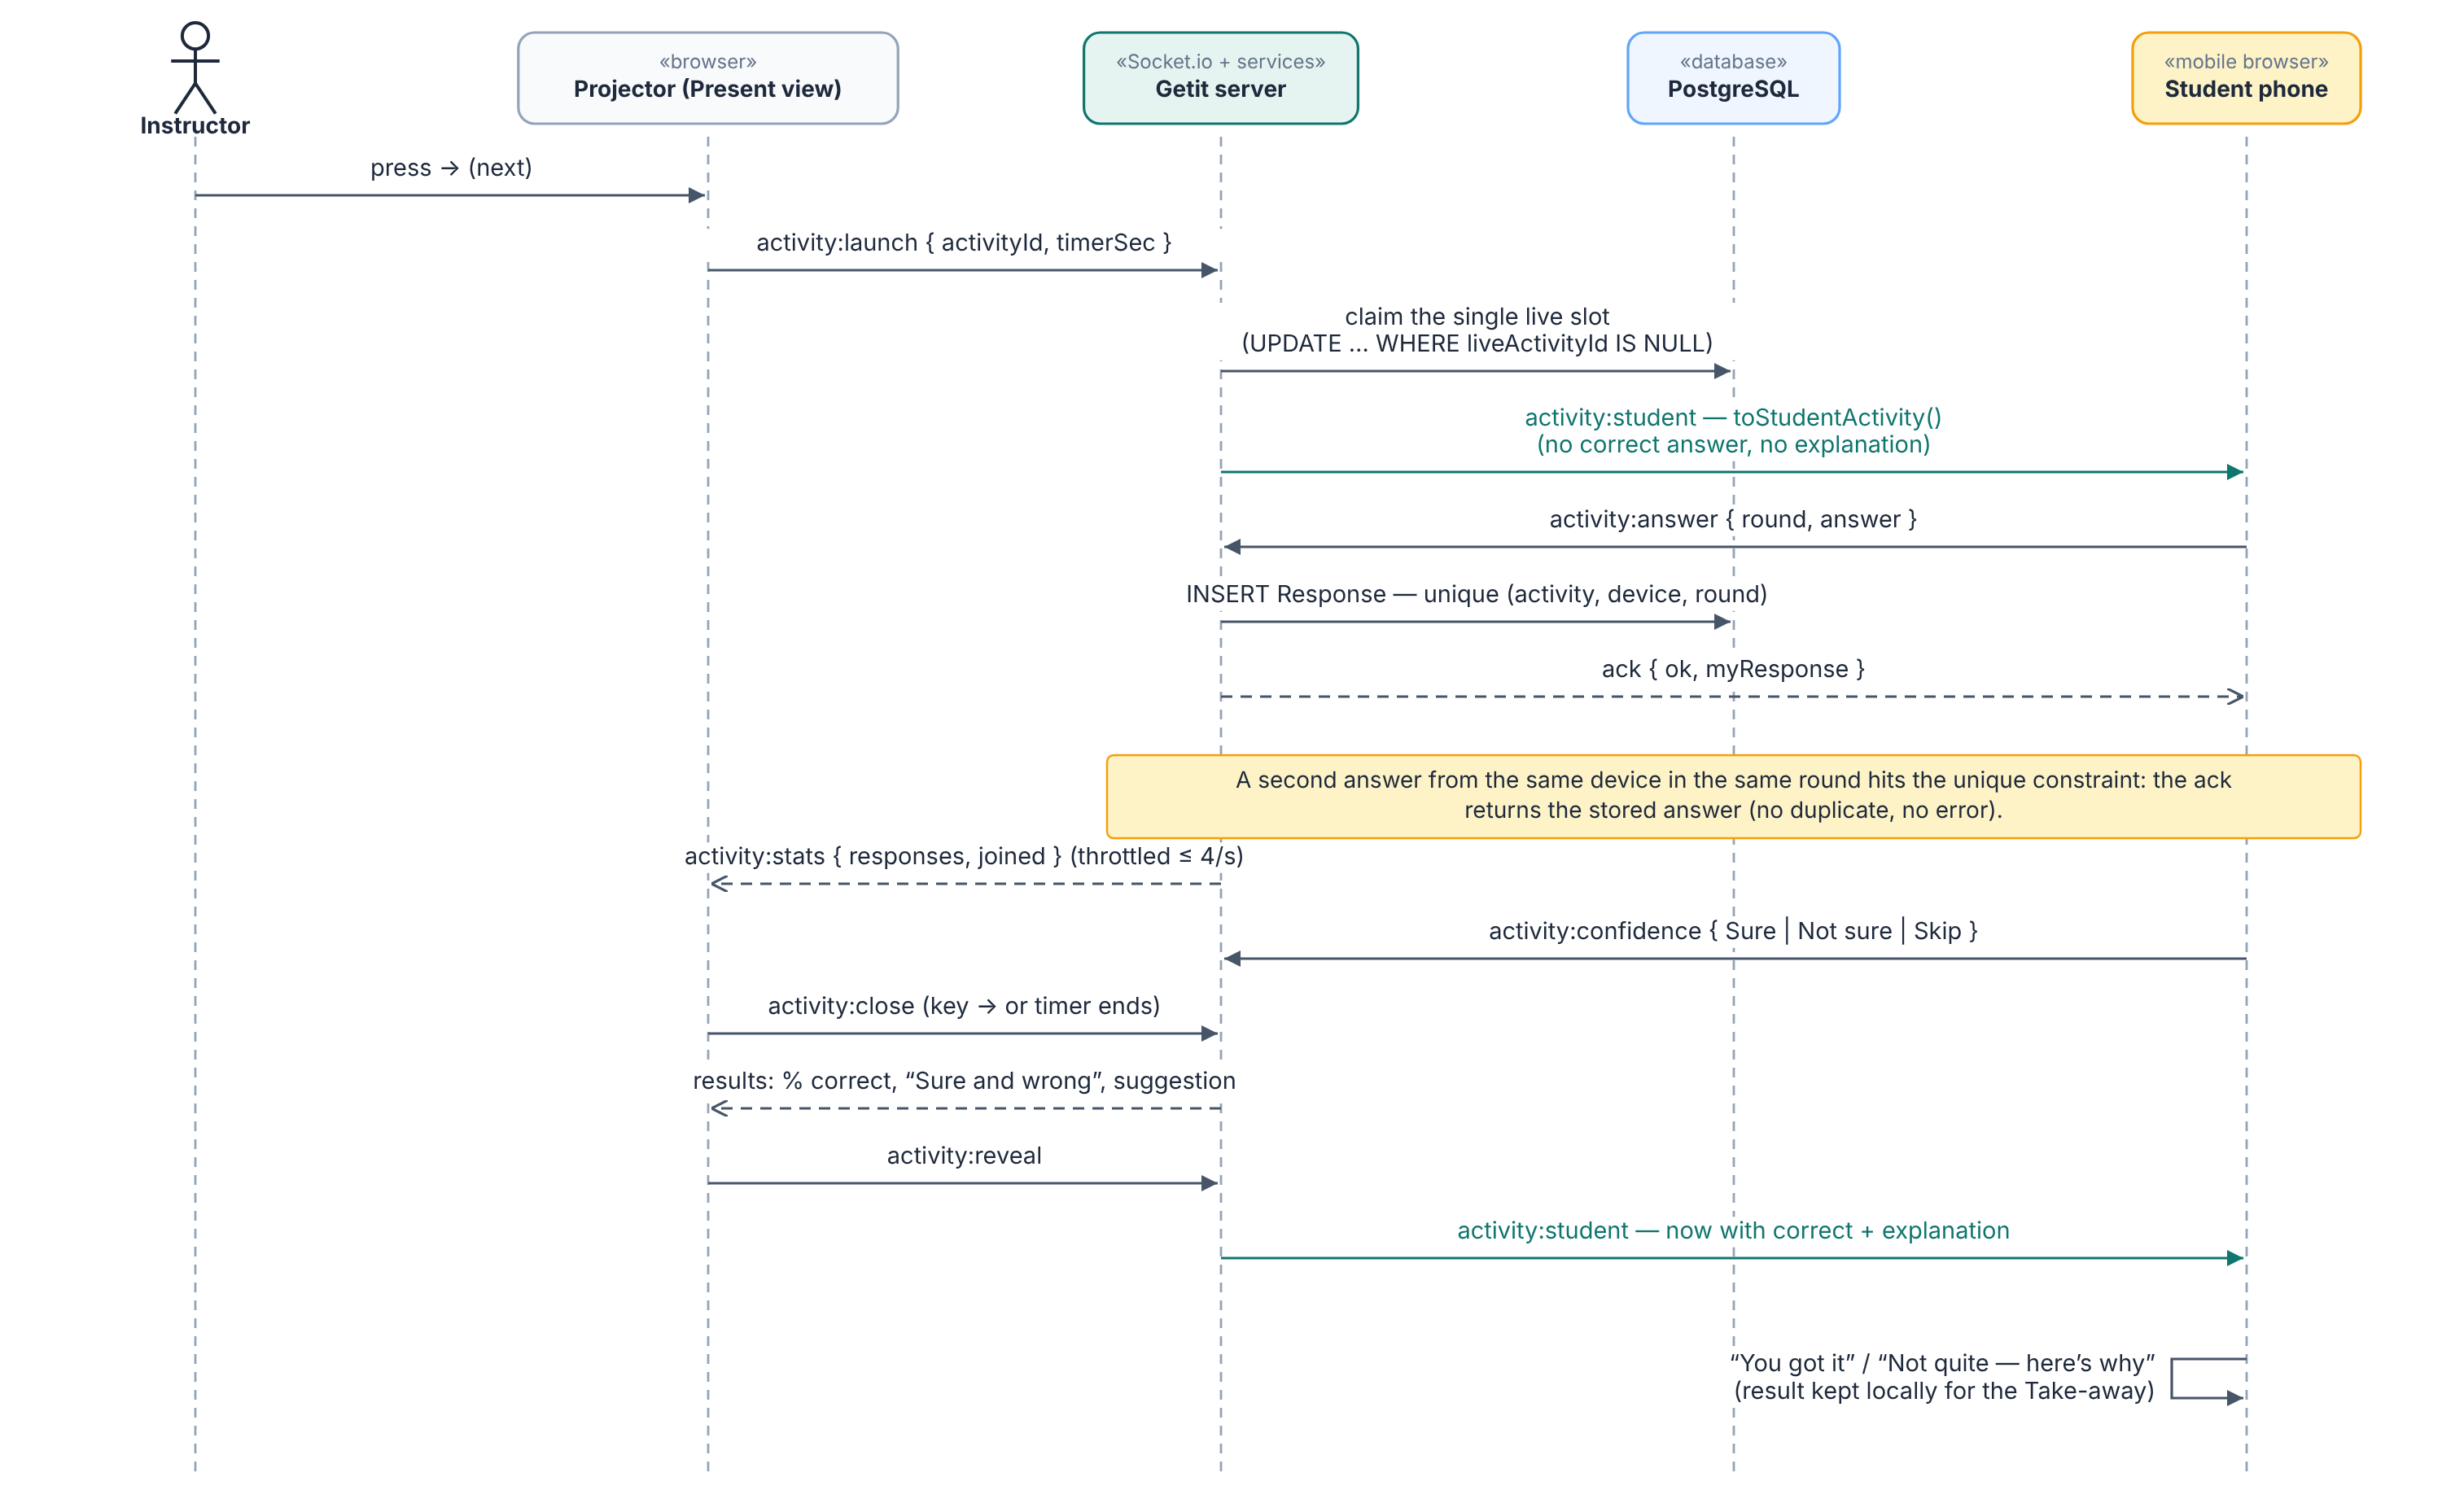 Instructor
«browser»
Projector (Present view)
«Socket.io + services»
Getit server
«database»
PostgreSQL
«mobile browser»
Student phone
press → (next)
activity:launch { activityId, timerSec }
claim the single live slot
(UPDATE … WHERE liveActivityId IS NULL)
activity:student — toStudentActivity()
(no correct answer, no explanation)
activity:answer { round, answer }
INSERT Response — unique (activity, device, round)
ack { ok, myResponse }
A second answer from the same device in the same round hits the unique constraint: the ack
returns the stored answer (no duplicate, no error).
activity:stats { responses, joined } (throttled ≤ 4/s)
activity:confidence { Sure | Not sure | Skip }
activity:close (key → or timer ends)
results: % correct, “Sure and wrong”, suggestion
activity:reveal
activity:student — now with correct + explanation
“You got it” / “Not quite — here’s why”
(result kept locally for the Take-away)